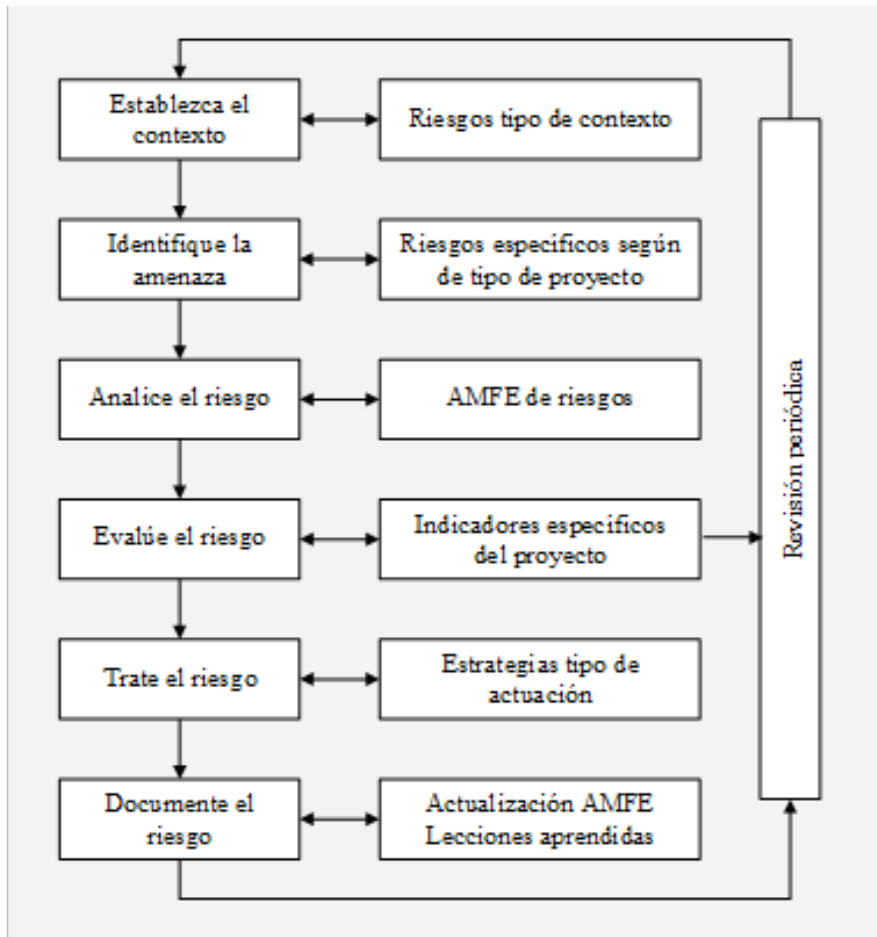 Establezca el
contexto
Riesgos tipo de contexto
Identifique la
amenaza
Riesgos especificos según
de tipo de proyecto
Analice el riesgo
AMFE de riesgos
Evalúe el riesgo
Indicadores especificos
del proyecto
Trate el riesgo
Estrategias tipo de
actuación
Documente el
riesgo
Actualización AMFE
Lecciones aprendidas
Revisión periódica